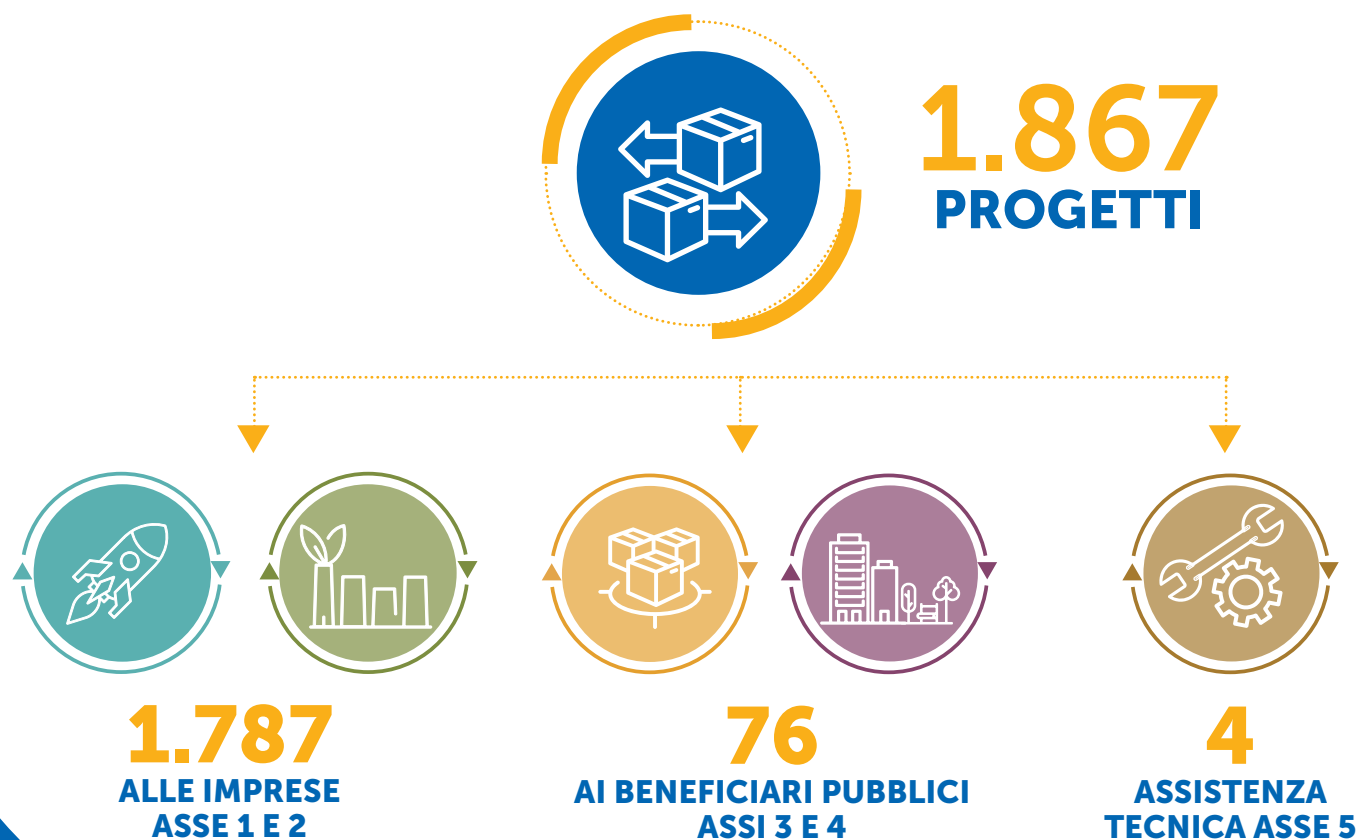 1.867
PROGETTI
1.787
ALLE IMPRESE
ASSE 1 E 2
76
AI BENEFICIARI PUBBLICI
ASSI 3 E 4
4
ASSISTENZA
TECNICA ASSE 5